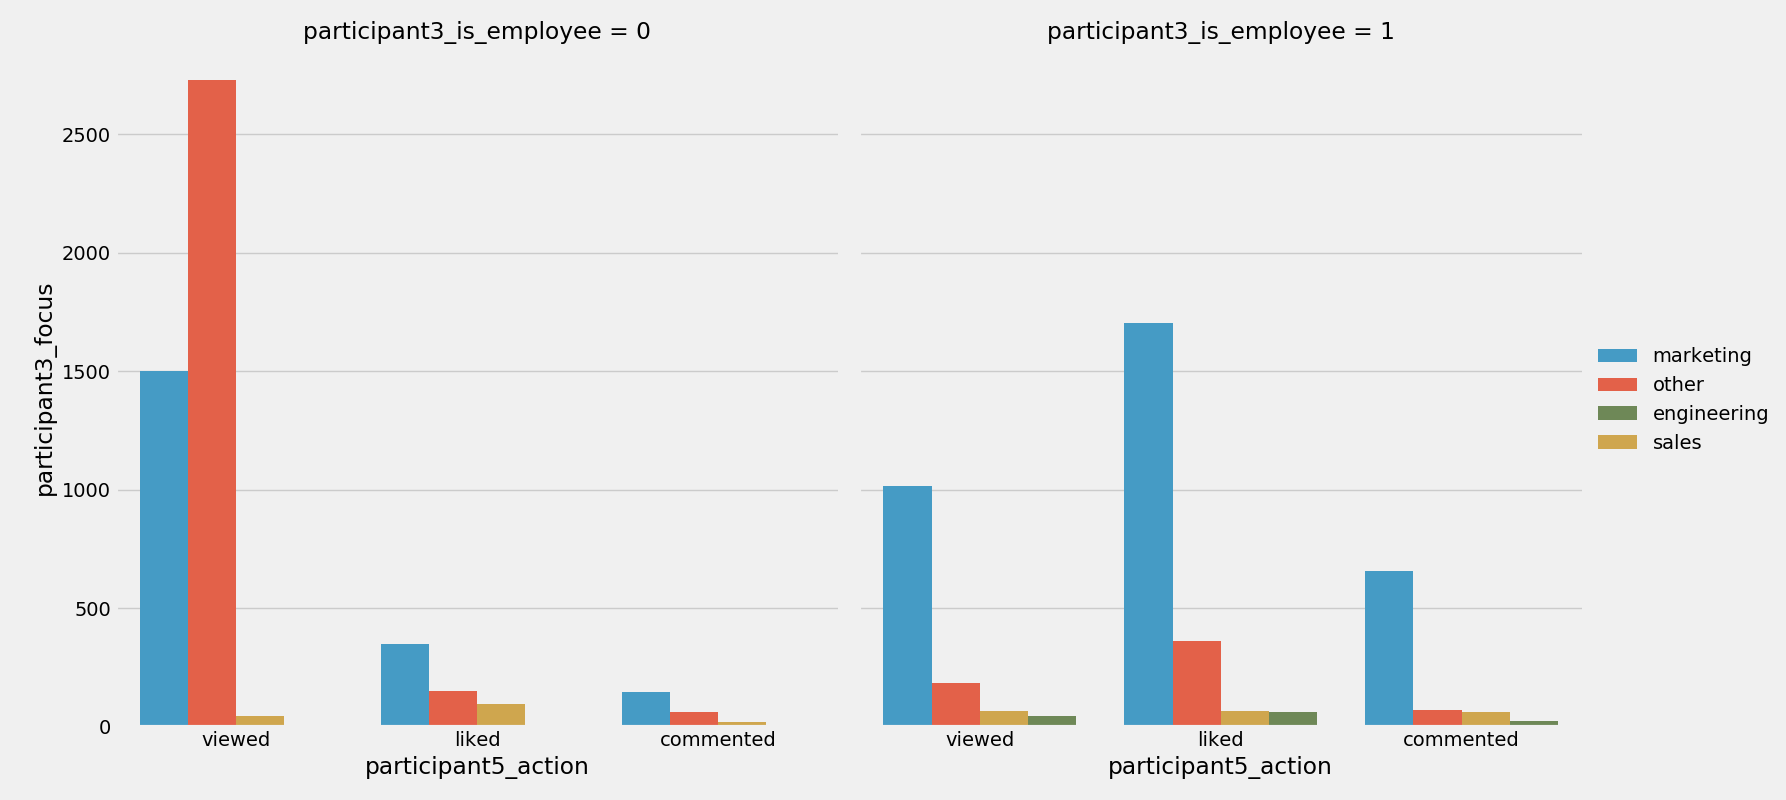 participant3_is_employee = 0
participant3_is_employee = 1
participant3_focus
2500
2000
1500
1000
500
0
viewed
liked
commented
participant5_action
viewed
liked
commented
participant5_action
marketing
other
engineering
sales